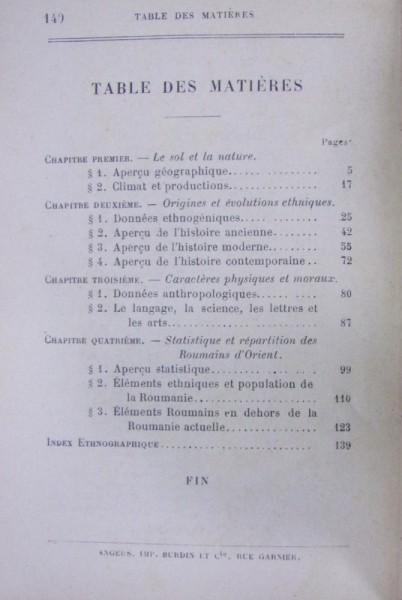 140 TABLE DES MATIÈRES
TABLE DES MATIÈRES
Pages
CHAPITRE PREMIER. — Le sol et la nature.
§ 1. Aperçu géographique................ 5
§ 2. Climat et productions................ 17
CHAPITRE DEUXIÈME. — Origines et évolutions ethniques.
§ 1. Données ethnogéniques.............. 25
§ 2. Aperçu de l'histoire ancienne........ 42
§ 3. Aperçu de l'histoire moderne........ 55
§ 4. Aperçu de l'histoire contemporaine.. 72
CHAPITRE TROISIÈME. — Caractères physiques et moraux.
§ 1. Données anthropologiques........... 80
§ 2. Le langage, la science, les lettres et
les arts........................ 87
CHAPITRE QUATRIÈME. — Statistique et répartition des
Roumains d'Orient.
§ 1. Aperçu statistique................... 99
§ 2. Éléments ethniques et population de
la Roumanie.................... 110
§ 3. Éléments Roumains en dehors de la
Roumanie actuelle............... 123
INDEX ETHNOGRAPHIQUE........................ 139
FIN
ANGERS, IMP. BURDIN ET Cie, RUE GARNIER.